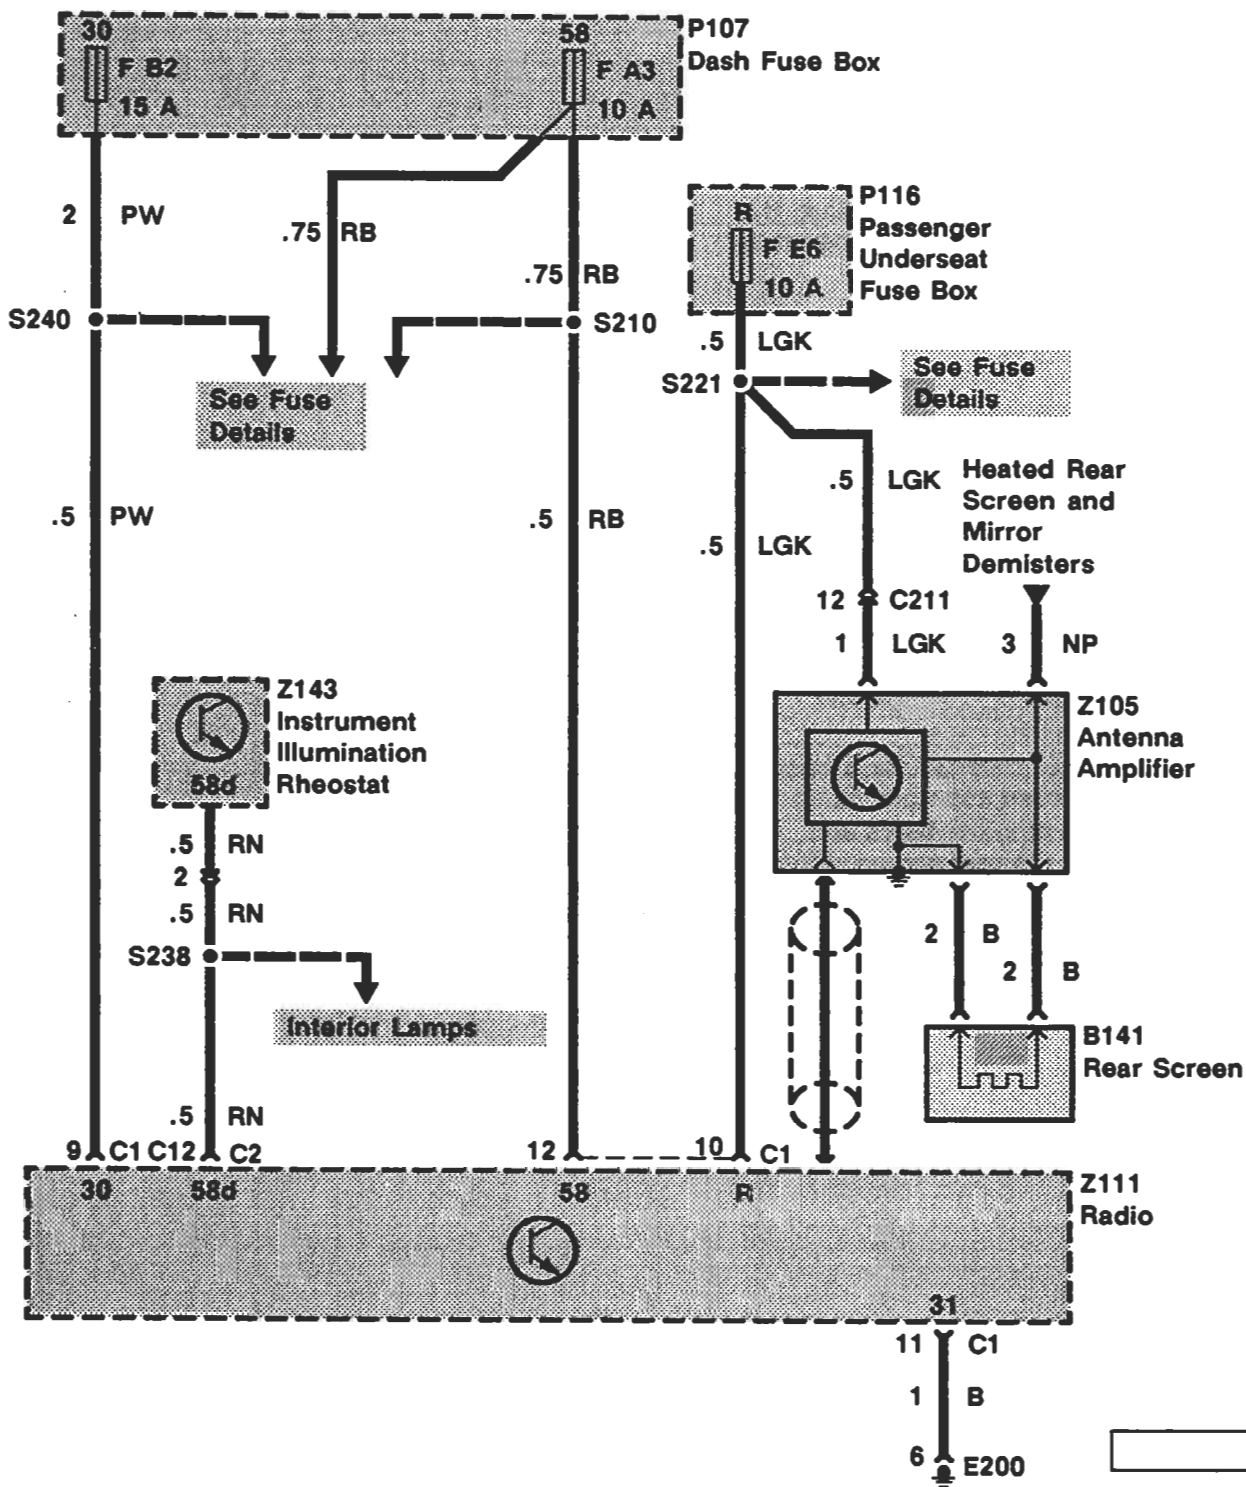 30
F B2
15 A
58
F A3
10 A
P107
Dash Fuse Box
2 PW
.75 RB
.75 RB
S240
S210
See Fuse
Details
R
F E6
10 A
P116
Passenger
Underseat
Fuse Box
.5 LGK
S221
See Fuse
Details
.5 LGK
Heated Rear
Screen and
Mirror
Demisters
.5 PW
.5 RB
.5 LGK
12 C211
1 LGK
3 NP
Z143
Instrument
Illumination
Rheostat
58d
Z105
Antenna
Amplifier
.5 RN
2
.5 RN
S238
Interior Lamps
2 B
2 B
B141
Rear Screen
.5 RN
9 C1 C12 C2
12
10 C1
30
58d
58
R
Z111
Radio
31
11 C1
1 B
6 E200